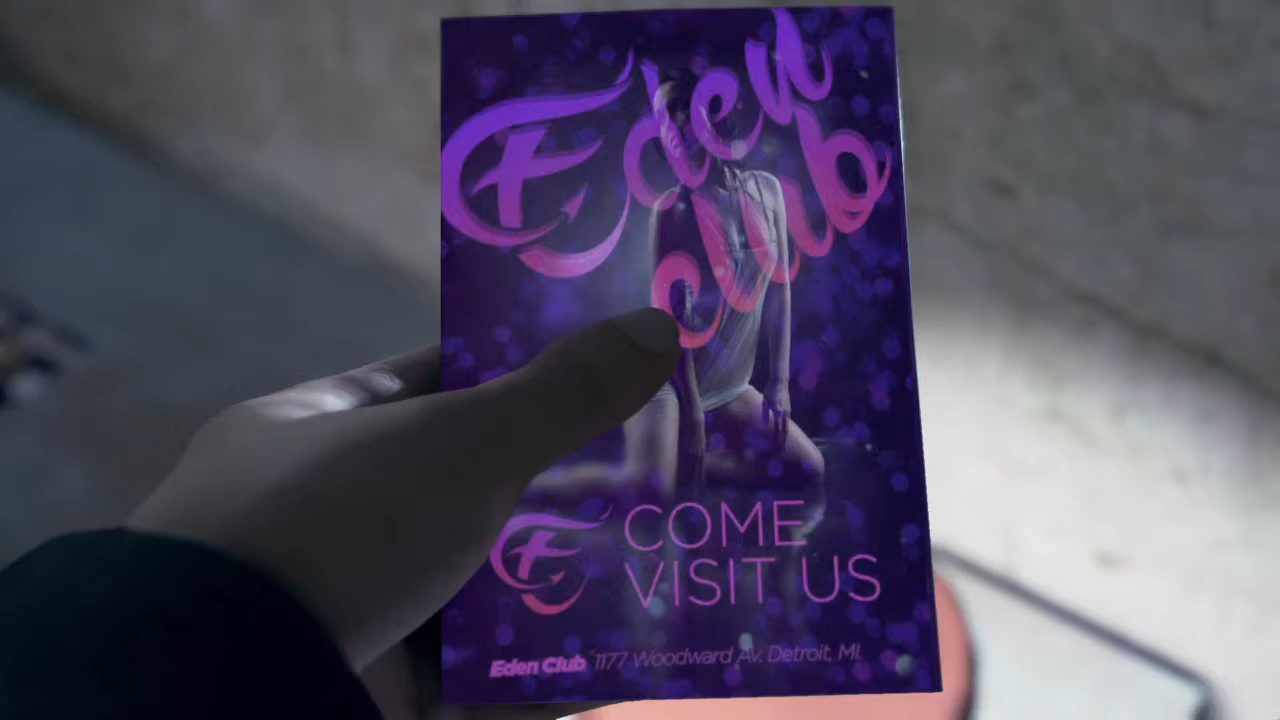 Eden
club
COME
VISIT US
Eden Club 1177 Woodward Av. Detroit, MI.